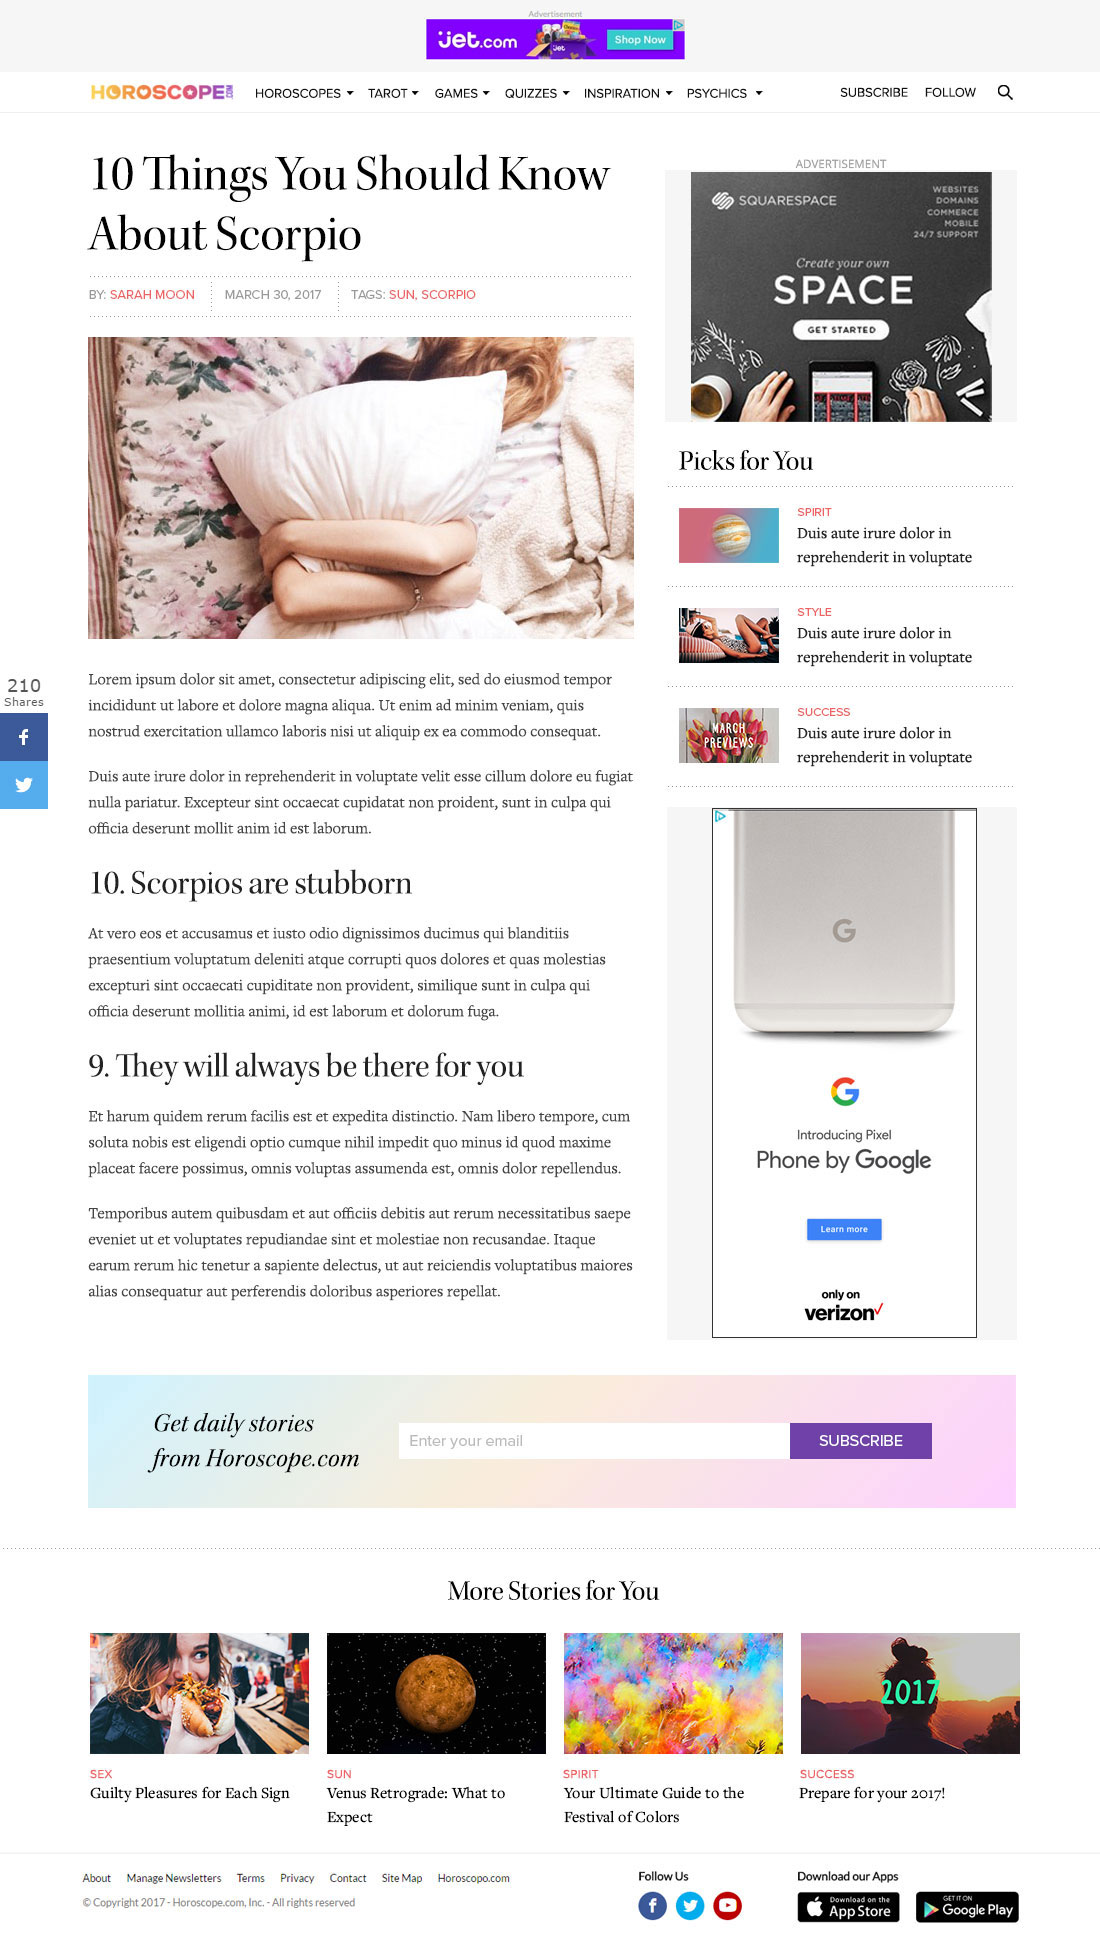 Advertisement
Jet.com
Jet
Shop Now
HOROSCOPE.COM
HOROSCOPES TAROT GAMES QUIZZES INSPIRATION PSYCHICS SUBSCRIBE FOLLOW
10 Things You Should Know
About Scorpio
BY: SARAH MOON MARCH 30, 2017 TAGS: SUN, SCORPIO
ADVERTISEMENT
SQUARESPACE
WEBSITES
DOMAINS
COMMERCE
MOBILE
24/7 SUPPORT
Create your own
SPACE
GET STARTED
Picks for You
SPIRIT
Duis aute irure dolor in
reprehenderit in voluptate
STYLE
Duis aute irure dolor in
reprehenderit in voluptate
MARCH
PREVIEWS
SUCCESS
Duis aute irure dolor in
reprehenderit in voluptate
210
Shares
Lorem ipsum dolor sit amet, consectetur adipiscing elit, sed do eiusmod tempor
incididunt ut labore et dolore magna aliqua. Ut enim ad minim veniam, quis
nostrud exercitation ullamco laboris nisi ut aliquip ex ea commodo consequat.
Duis aute irure dolor in reprehenderit in voluptate velit esse cillum dolore eu fugiat
nulla pariatur. Excepteur sint occaecat cupidatat non proident, sunt in culpa qui
officia deserunt mollit anim id est laborum.
10. Scorpios are stubborn
At vero eos et accusamus et iusto odio dignissimos ducimus qui blanditiis
praesentium voluptatum deleniti atque corrupti quos dolores et quas molestias
excepturi sint occaecati cupiditate non provident, similique sunt in culpa qui
officia deserunt mollitia animi, id est laborum et dolorum fuga.
9. They will always be there for you
Et harum quidem rerum facilis est et expedita distinctio. Nam libero tempore, cum
soluta nobis est eligendi optio cumque nihil impedit quo minus id quod maxime
placeat facere possimus, omnis voluptas assumenda est, omnis dolor repellendus.
Temporibus autem quibusdam et aut officiis debitis aut rerum necessitatibus saepe
eveniet ut et voluptates repudiandae sint et molestiae non recusandae. Itaque
earum rerum hic tenetur a sapiente delectus, ut aut reiciendis voluptatibus maiores
alias consequatur aut perferendis doloribus asperiores repellat.
G
G
Introducing Pixel
Phone by Google
Learn more
only on
verizon
Get daily stories
from Horoscope.com
Enter your email
SUBSCRIBE
More Stories for You
2017
SEX
Guilty Pleasures for Each Sign
SUN
Venus Retrograde: What to
Expect
SPIRIT
Your Ultimate Guide to the
Festival of Colors
SUCCESS
Prepare for your 2017!
About Manage Newsletters Terms Privacy Contact Site Map Horoscopo.com
© Copyright 2017 - Horoscope.com, Inc. - All rights reserved
Follow Us
Download our Apps
Download on the
App Store
GET IT ON
Google Play